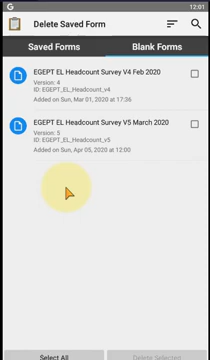 G
12:01
Delete Saved Form
Saved Forms
Blank Forms
EGEPT EL Headcount Survey V4 Feb 2020
Version: 4
ID: EGEPT_EL_Headcount_v4
Added on Sun, Mar 01, 2020 at 17:36
EGEPT EL Headcount Survey V5 March 2020
Version: 5
ID: EGEPT_EL_Headcount_v5
Added on Sun, Apr 05, 2020 at 12:00
Select All
Delete Selected